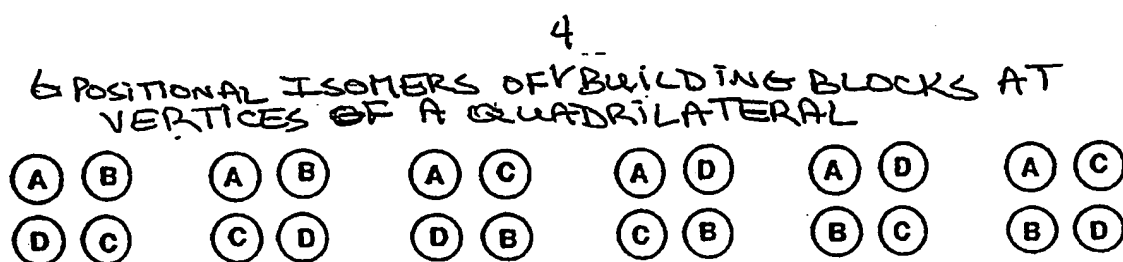 4
6 POSITIONAL ISOMERS OF BUILDING BLOCKS AT
VERTICES OF A QUADRILATERAL
A B A B A C A D A D A C
D C C D D B C B B C B D